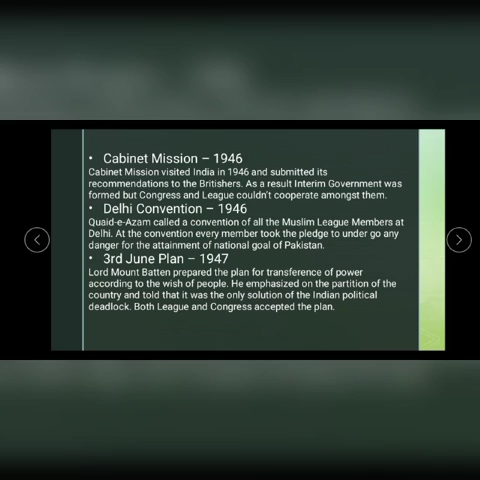 • Cabinet Mission – 1946
Cabinet Mission visited India in 1946 and submitted its
recommendations to the Britishers. As a result Interim Government was
formed but Congress and League couldn't cooperate amongst them.
• Delhi Convention – 1946
Quaid-e-Azam called a convention of all the Muslim League Members at
Delhi. At the convention every member took the pledge to under go any
danger for the attainment of national goal of Pakistan.
• 3rd June Plan – 1947
Lord Mount Batten prepared the plan for transference of power
according to the wish of people. He emphasized on the partition of the
country and told that it was the only solution of the Indian political
deadlock. Both League and Congress accepted the plan.